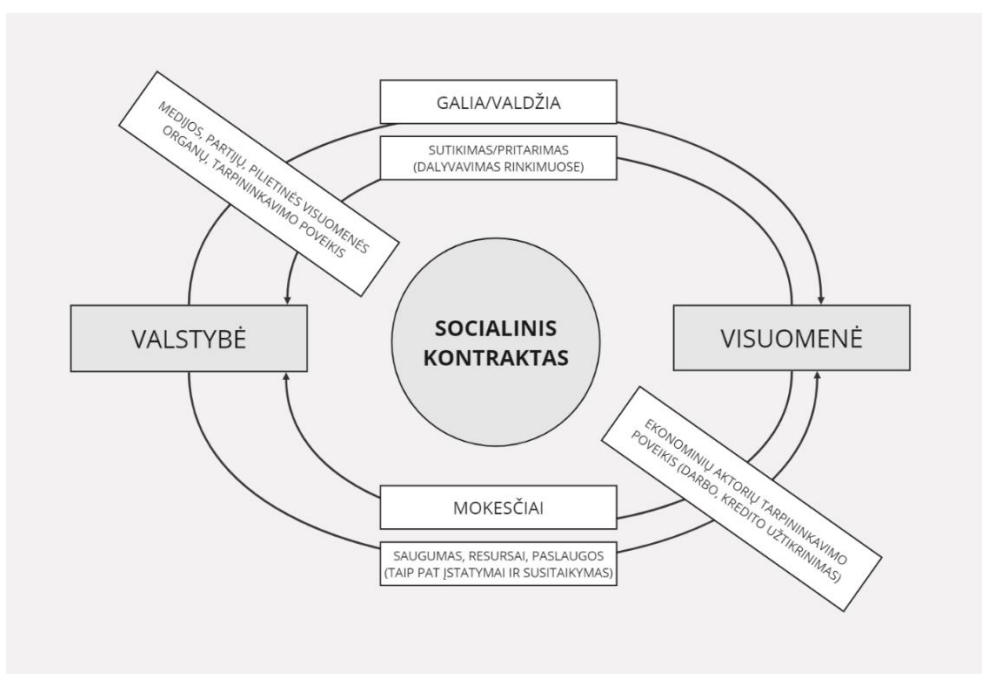 GALIA/VALDŽIA
SUTIKIMAS/PRITARIMAS
(DALYVAVIMAS RINKIMUOSE)
MEDIJOS, PARTIJŲ, PILIETINĖS VISUOMENĖS
ORGANŲ, TARPININKAVIMO POVEIKIS
VALSTYBĖ
SOCIALINIS
KONTRAKTAS
VISUOMENĖ
EKONOMINIŲ AKTORIŲ TARPININKAVIMO
POVEIKIS (DARBO, KREDITO UŽTIKRINIMAS)
MOKESČIAI
SAUGUMAS, RESURSAI, PASLAUGOS
(TAIP PAT ĮSTATYMAI IR SUSITAIKYMAS)